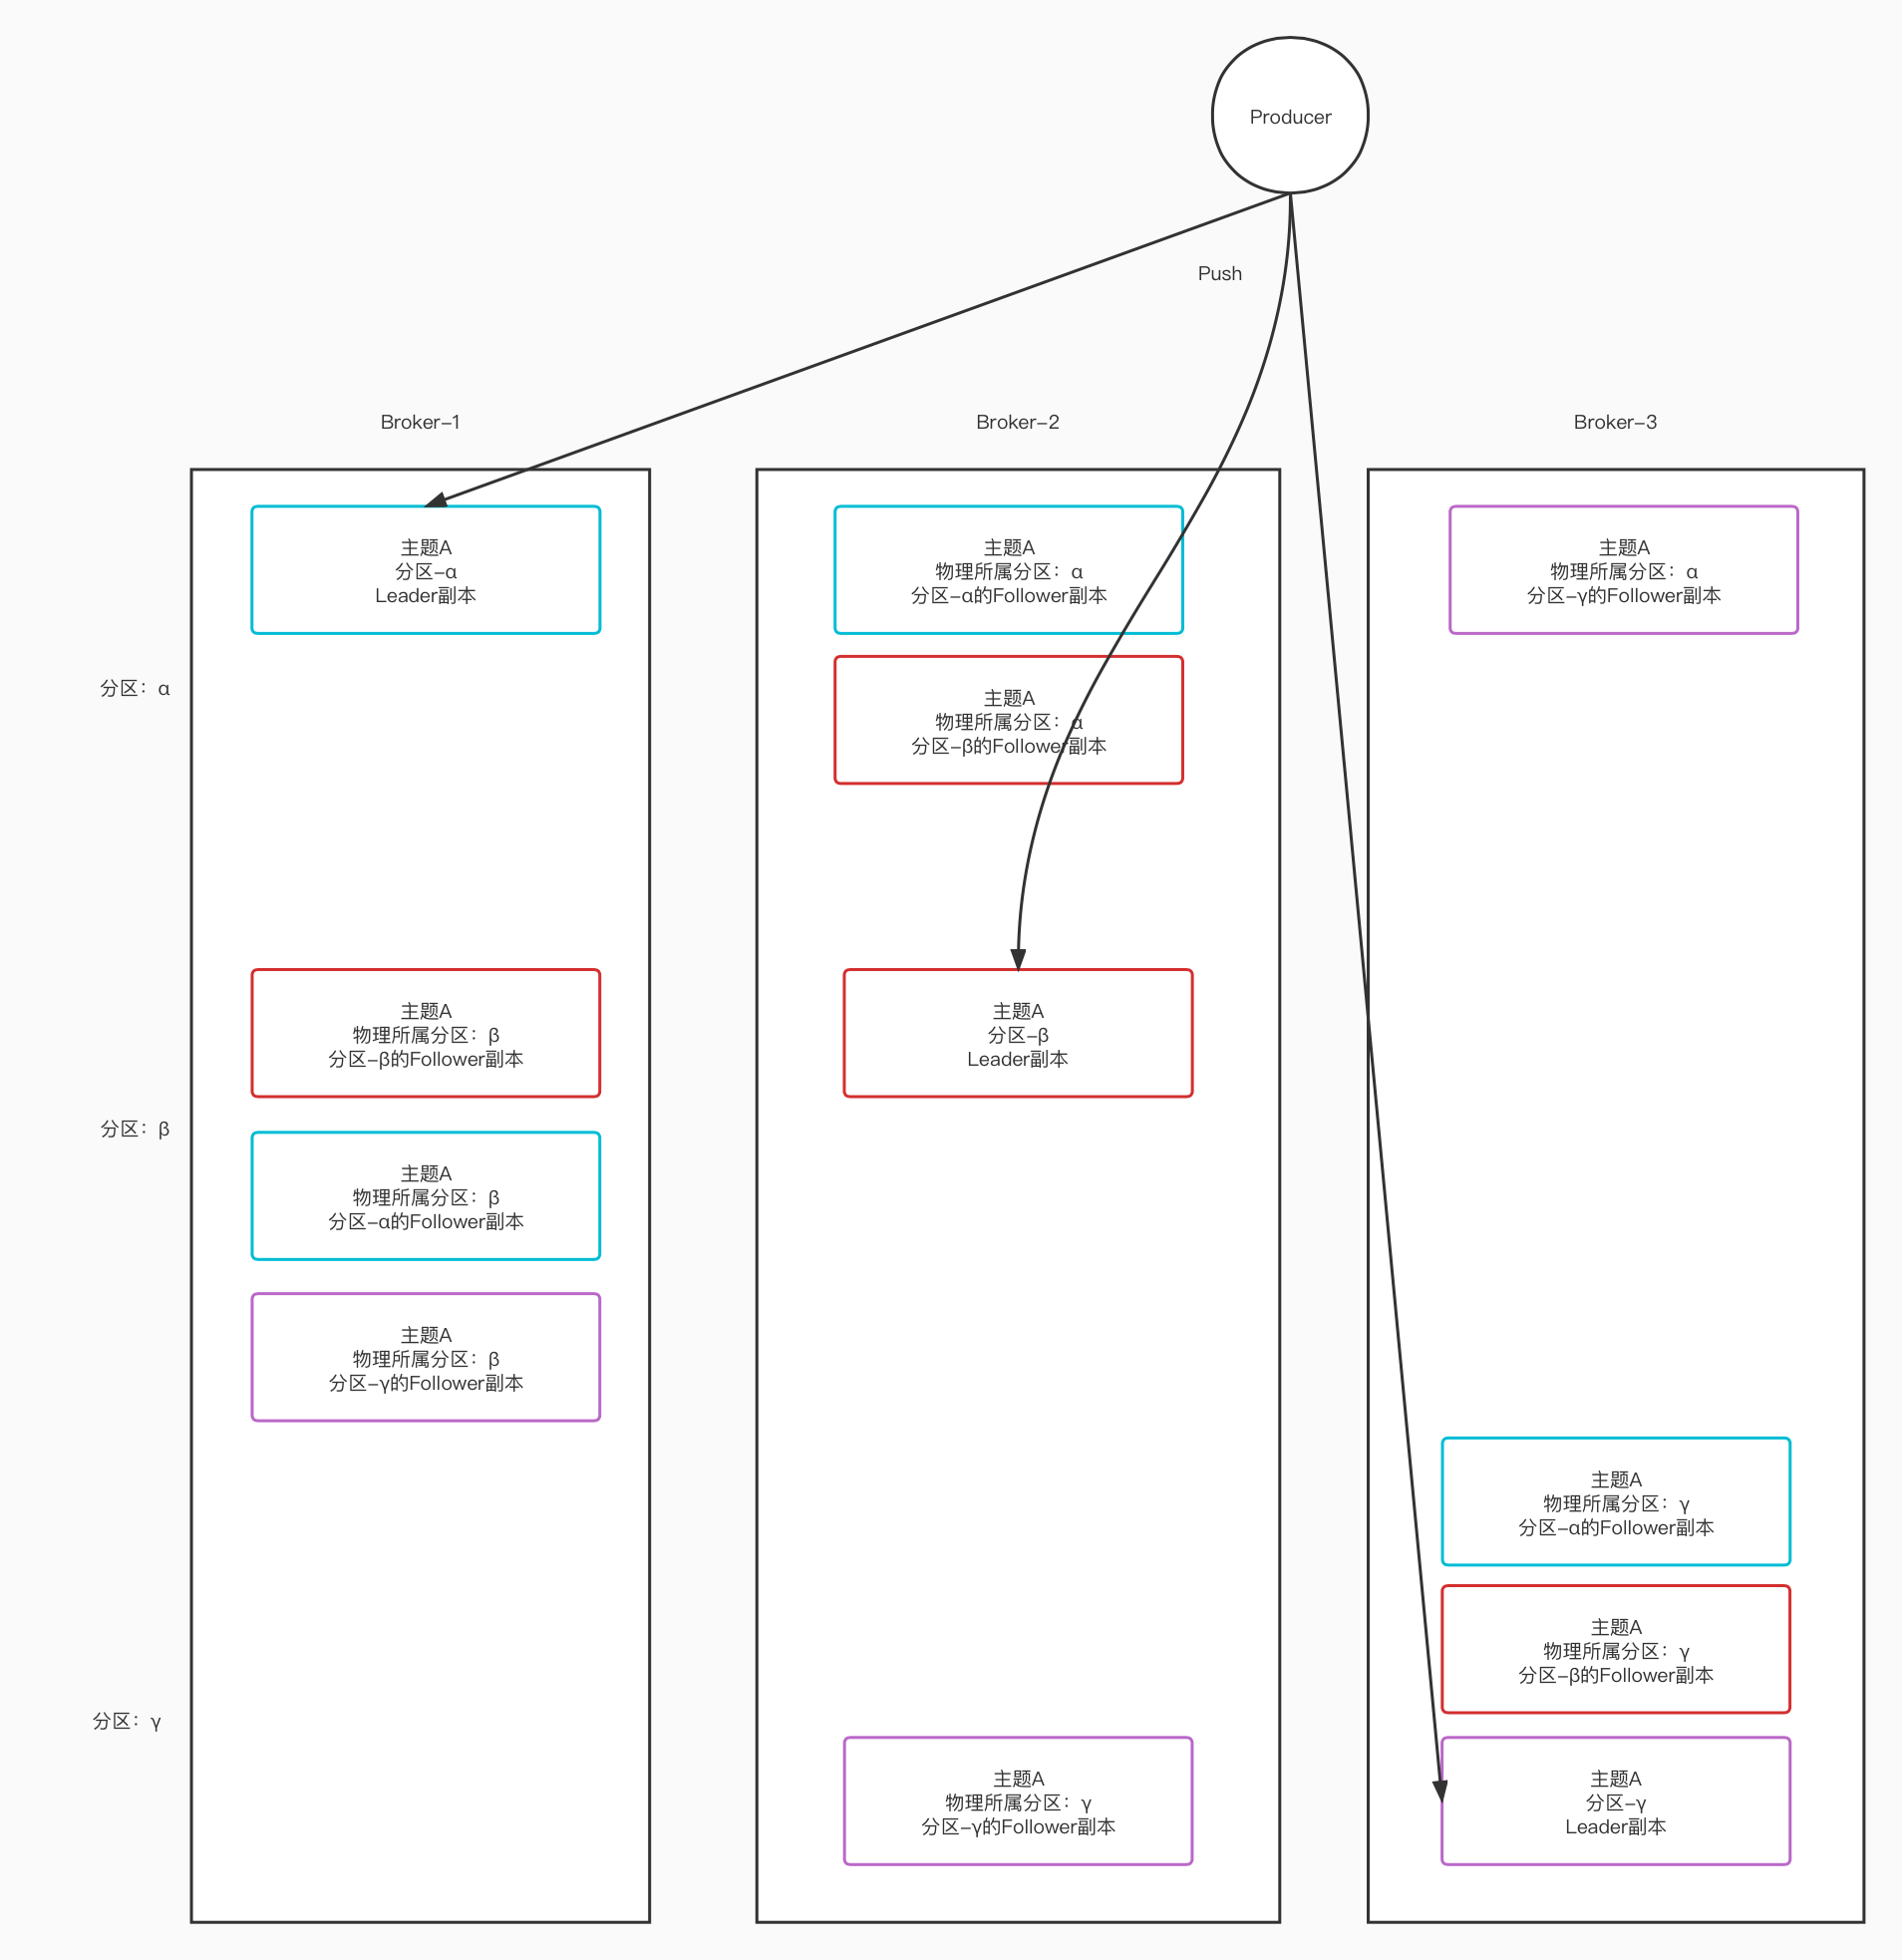 Producer
Push
Broker-1
Broker-2
Broker-3
主题A
分区-α
Leader副本
主题A
物理所属分区：α
分区-α的Follower副本
主题A
物理所属分区：α
分区-γ的Follower副本
分区：α
主题A
物理所属分区：α
分区-β的Follower副本
主题A
物理所属分区：β
分区-β的Follower副本
主题A
分区-β
Leader副本
分区：β
主题A
物理所属分区：β
分区-α的Follower副本
主题A
物理所属分区：β
分区-γ的Follower副本
主题A
物理所属分区：γ
分区-α的Follower副本
主题A
物理所属分区：γ
分区-β的Follower副本
分区：γ
主题A
物理所属分区：γ
分区-γ的Follower副本
主题A
分区-γ
Leader副本